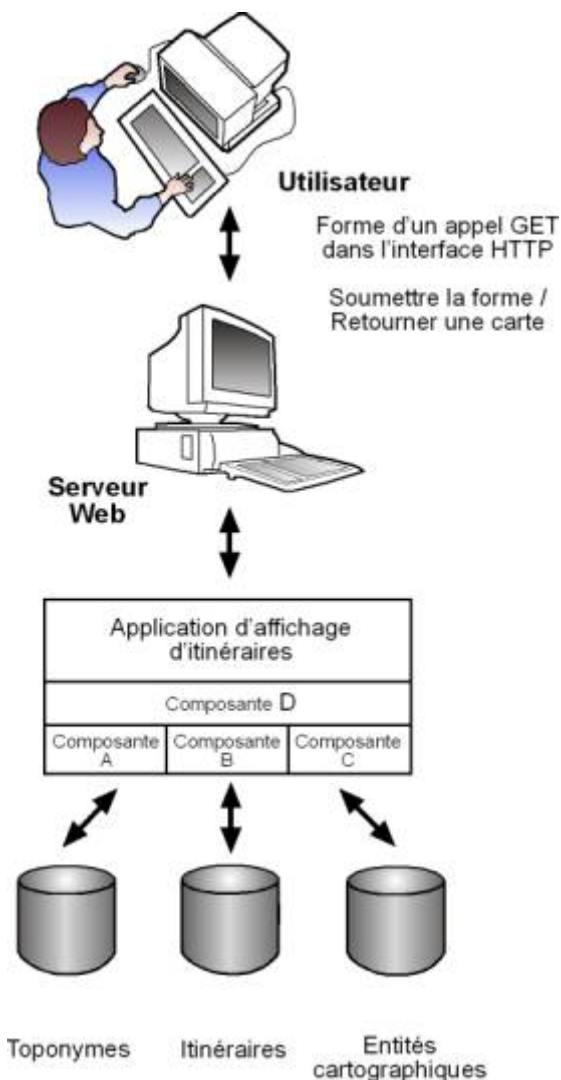 Utilisateur
Forme d'un appel GET
dans l'interface HTTP
Soumettre la forme /
Retourner une carte
Serveur
Web
Application d'affichage
d'itinéraires
Composante D
Composante
A
Composante
B
Composante
C
Toponymes
Itinéraires
Entités
cartographiques